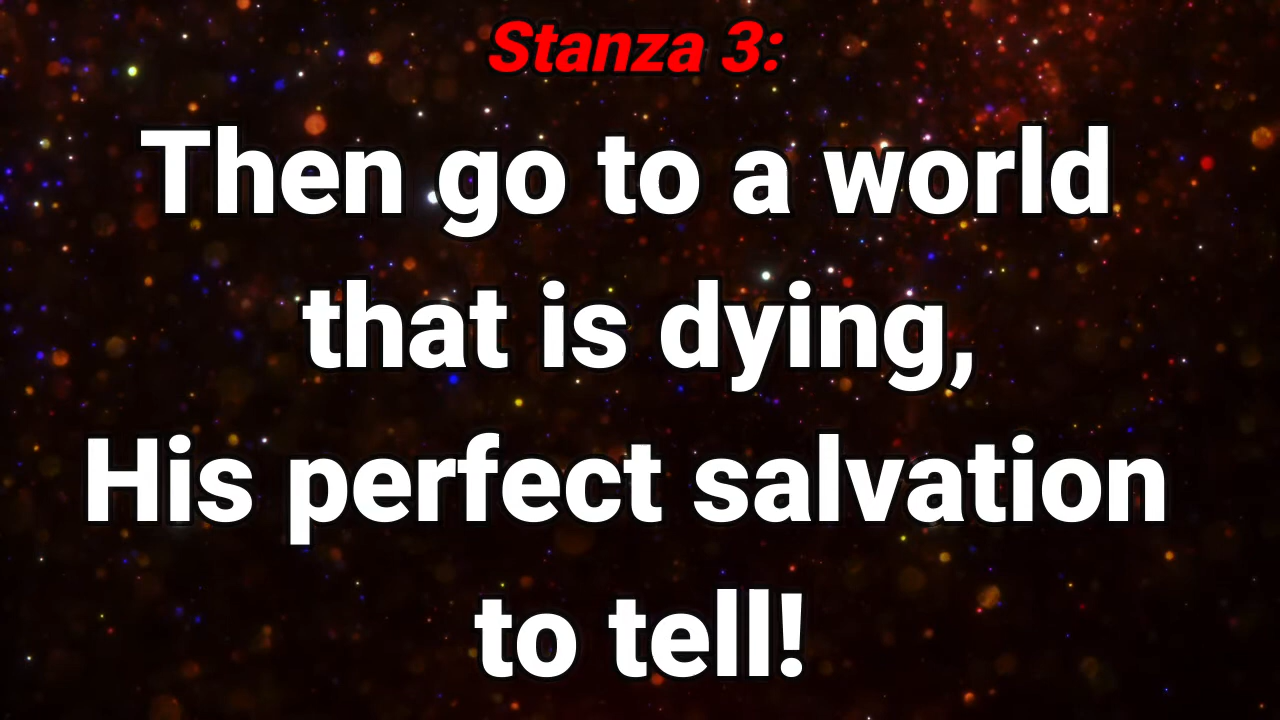 Stanza 3:
Then go to a world
that is dying,
His perfect salvation
to tell!